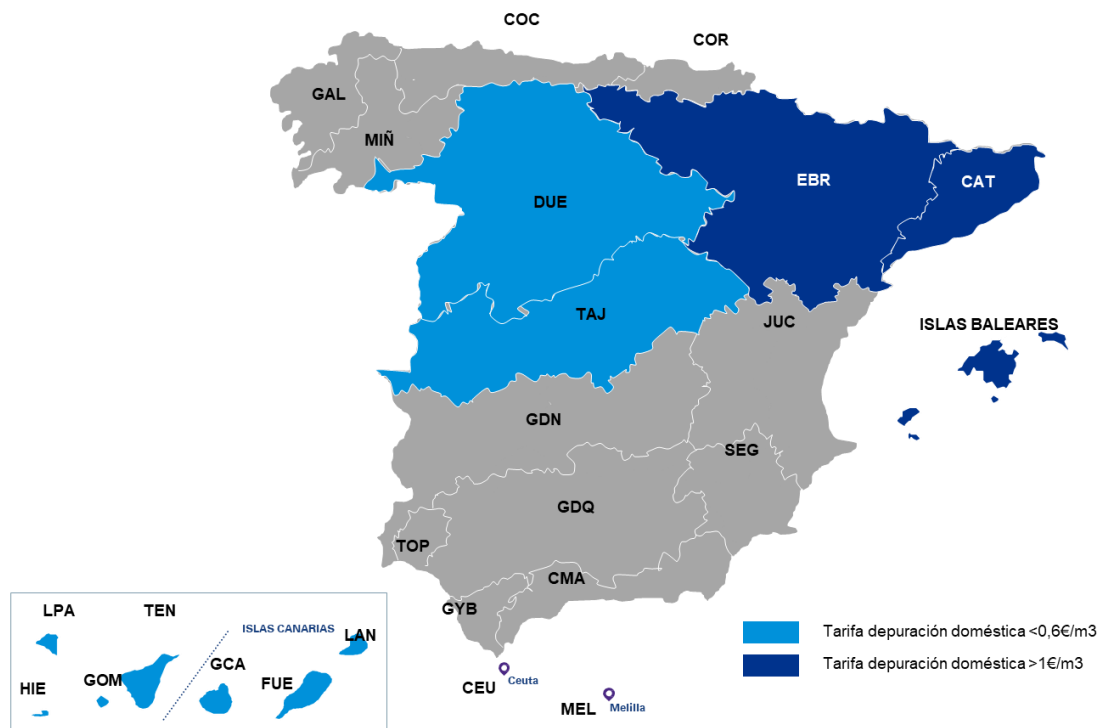 COC
COR
GAL
MIÑ
EBR
CAT
DUE
TAJ
JUC
ISLAS BALEARES
GDN
SEG
GDQ
TOP
CMA
GYB
LPA
TEN
ISLAS CANARIAS
LAN
GCA
GOM
FUE
HIE
CEU
Ceuta
MEL
Melilla
Tarifa depuración doméstica <0,6€/m3
Tarifa depuración doméstica >1€/m3